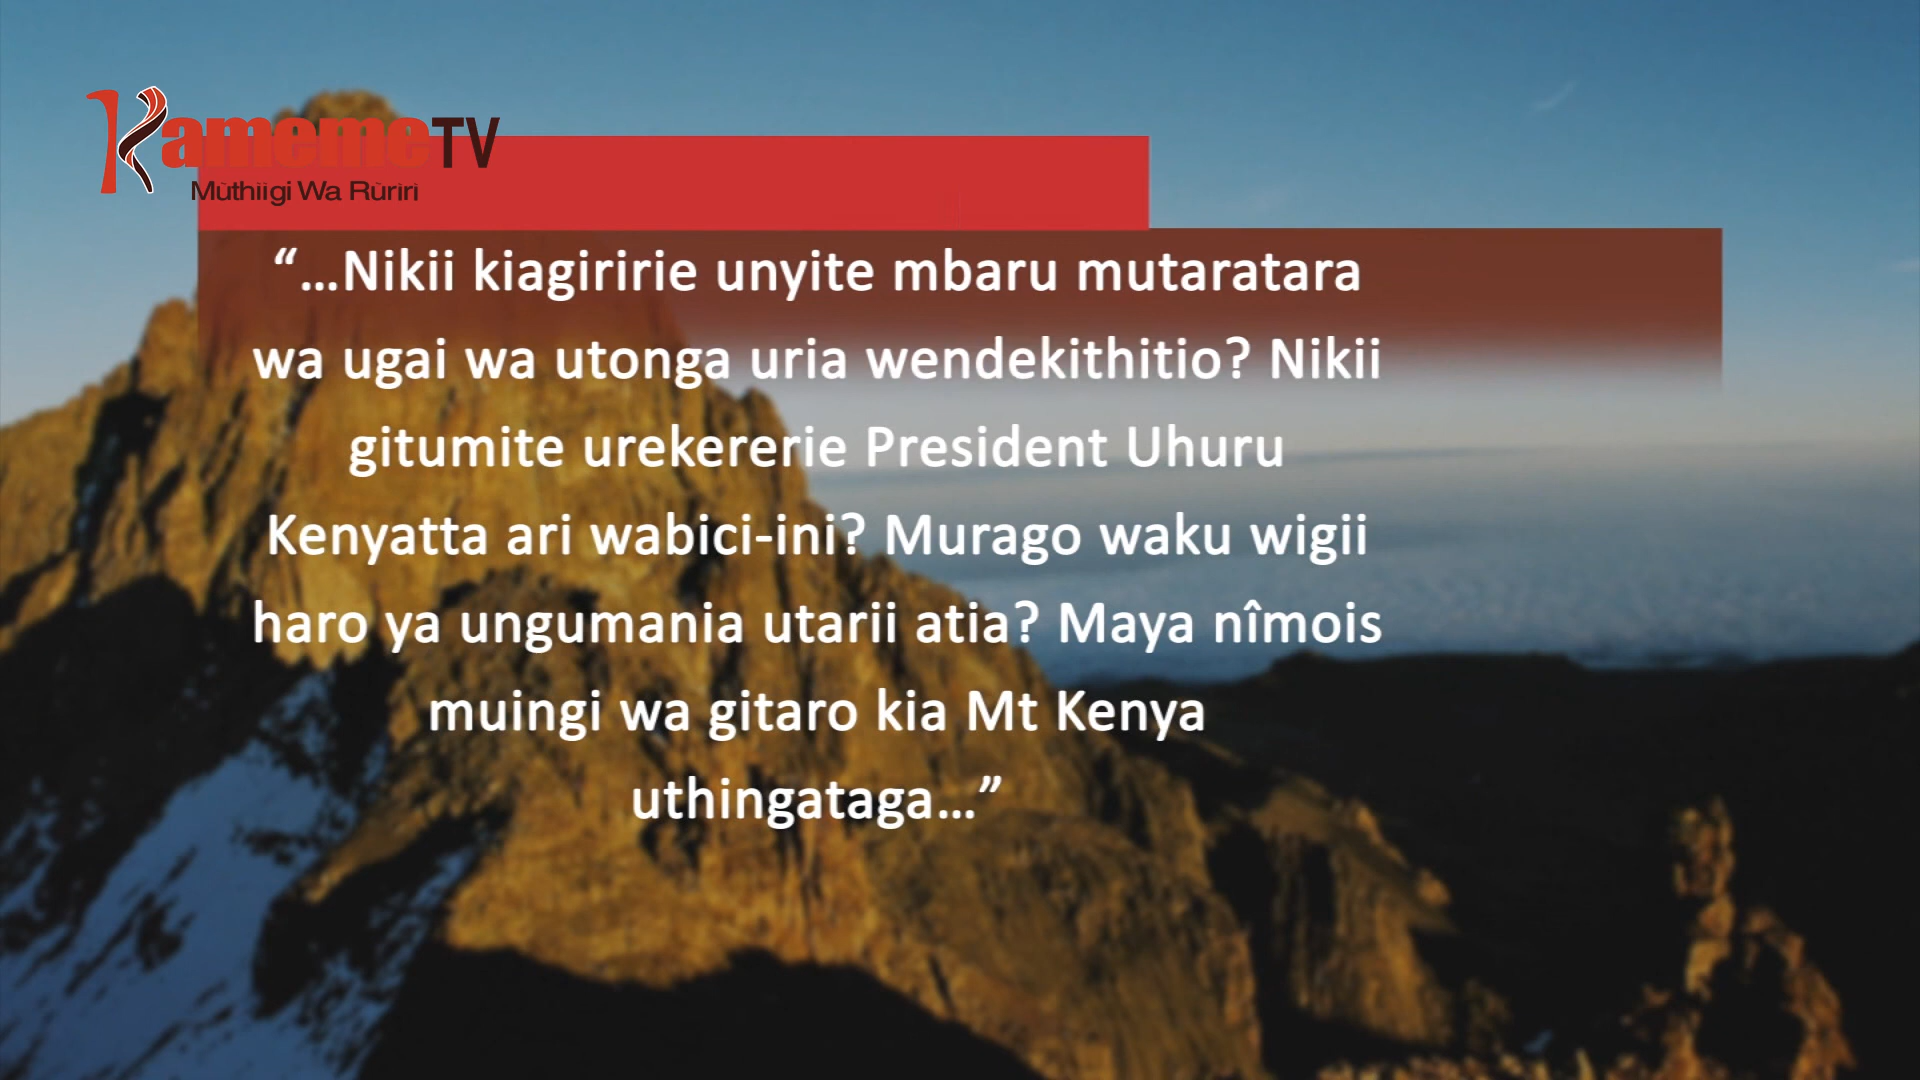 Kameme TV
Mùthiigi Wa Rùrìrì
“...Nikii kiagiririe unyite mbaru mutaratara
wa ugai wa utonga uria wendekithitio? Nikii
gitumite urekererie President Uhuru
Kenyatta ari wabici-ini? Murago waku wigii
haro ya ungumania utarii atia? Maya nîmois
muingi wa gitaro kia Mt Kenya
uthingataga...”